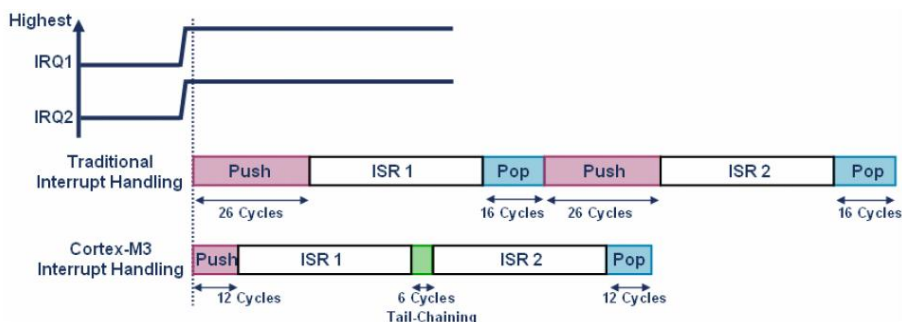 Highest
IRQ1
IRQ2
Traditional
Interrupt Handling
Push ISR 1 Pop Push ISR 2 Pop
26 Cycles 16 Cycles 26 Cycles 16 Cycles
Cortex-M3
Interrupt Handling
Push ISR 1 ISR 2 Pop
12 Cycles 6 Cycles 12 Cycles
Tail-Chaining